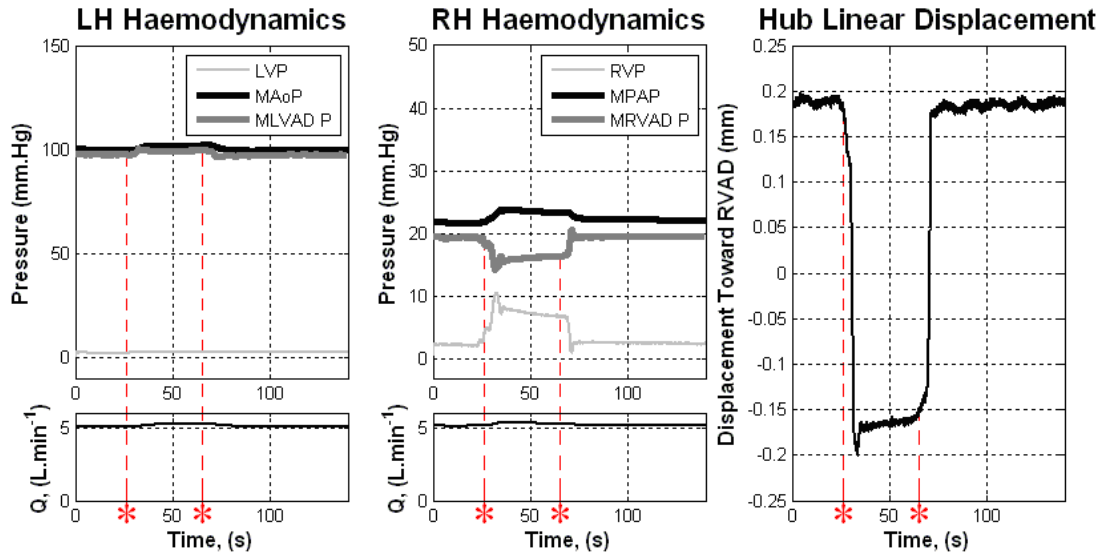 LH Haemodynamics
Pressure (mm.Hg)
150
100
50
0
LVP
MAoP
MLVAD P
0 50 100
Q, (L.min-1)
5
0
0 50 100
Time, (s)
RH Haemodynamics
Pressure (mm.Hg)
50
40
30
20
10
0
RVP
MPAP
MRVAD P
0 50 100
Q, (L.min-1)
5
0
0 50 100
Time, (s)
Hub Linear Displacement
Displacement Toward RVAD (mm)
0.25
0.2
0.15
0.1
0.05
0
-0.05
-0.1
-0.15
-0.2
-0.25
0 50 100
Time, (s)